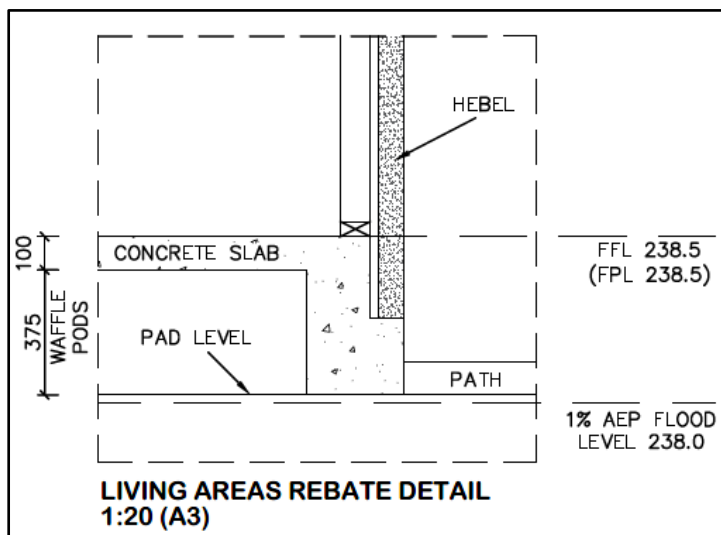 HEBEL
100
CONCRETE SLAB
FFL 238.5
(FPL 238.5)
375
WAFFLE
PODS
PAD LEVEL
PATH
1% AEP FLOOD
LEVEL 238.0
LIVING AREAS REBATE DETAIL
1:20 (A3)